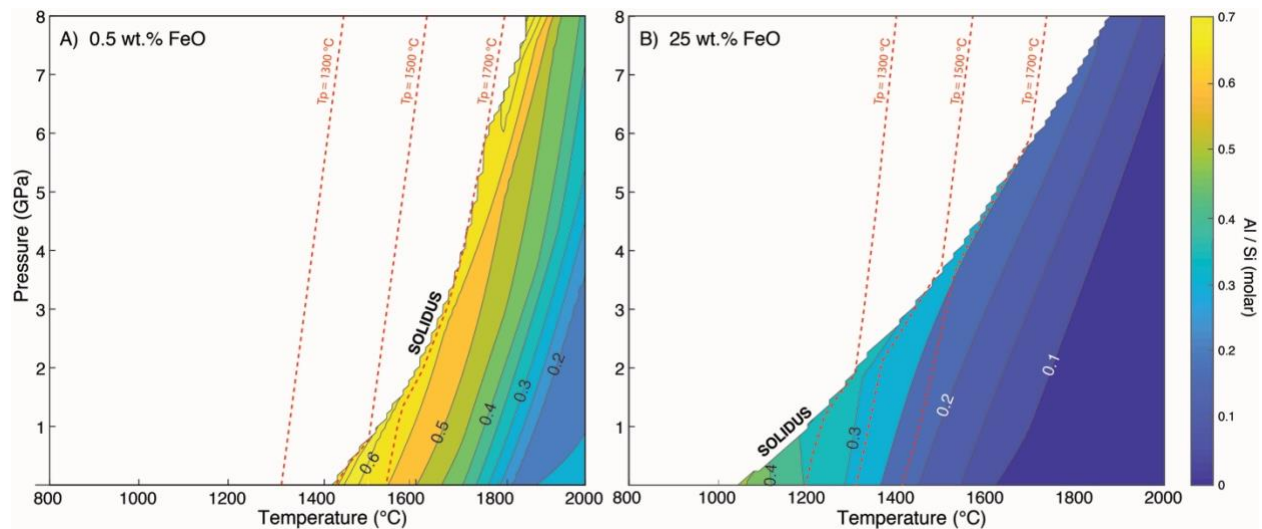 A) 0.5 wt.% FeO
B) 25 wt.% FeO
Tp = 1300 °C
Tp = 1500 °C
Tp = 1700 °C
Tp = 1300 °C
Tp = 1500 °C
Tp = 1700 °C
SOLIDUS
SOLIDUS
0.6
0.5
0.4
0.3
0.2
0.4
0.3
0.2
0.1
8
7
6
5
4
3
2
1
Pressure (GPa)
800 1000 1200 1400 1600 1800 2000
Temperature (°C)
800 1000 1200 1400 1600 1800 2000
Temperature (°C)
0.7
0.6
0.5
0.4
0.3
0.2
0.1
0
Al / Si (molar)